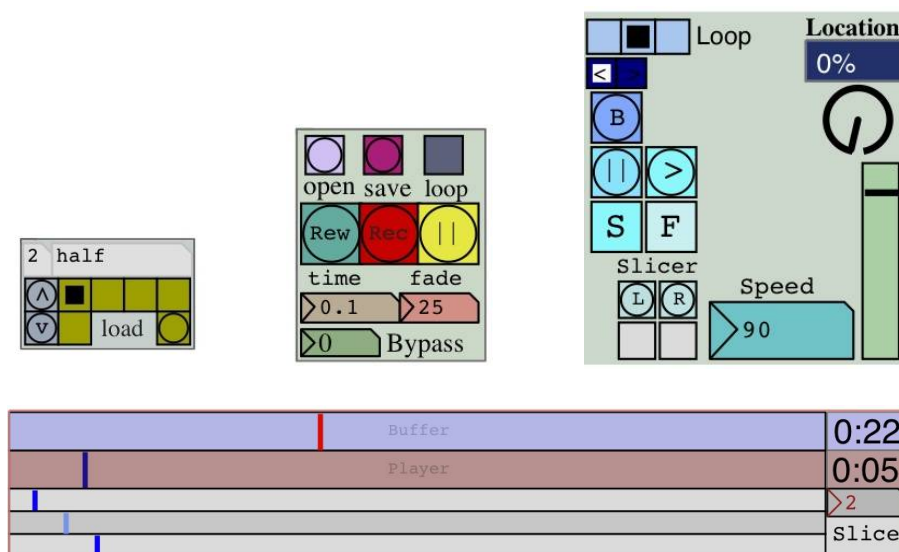 Loop
Location
0%
< >
B
|| >
S F
Slicer
L R
Speed
90
open save loop
Rew Rec ||
time fade
0.1 25
0 Bypass
2 half
^
v load
Buffer 0:22
Player 0:05
2
Slice